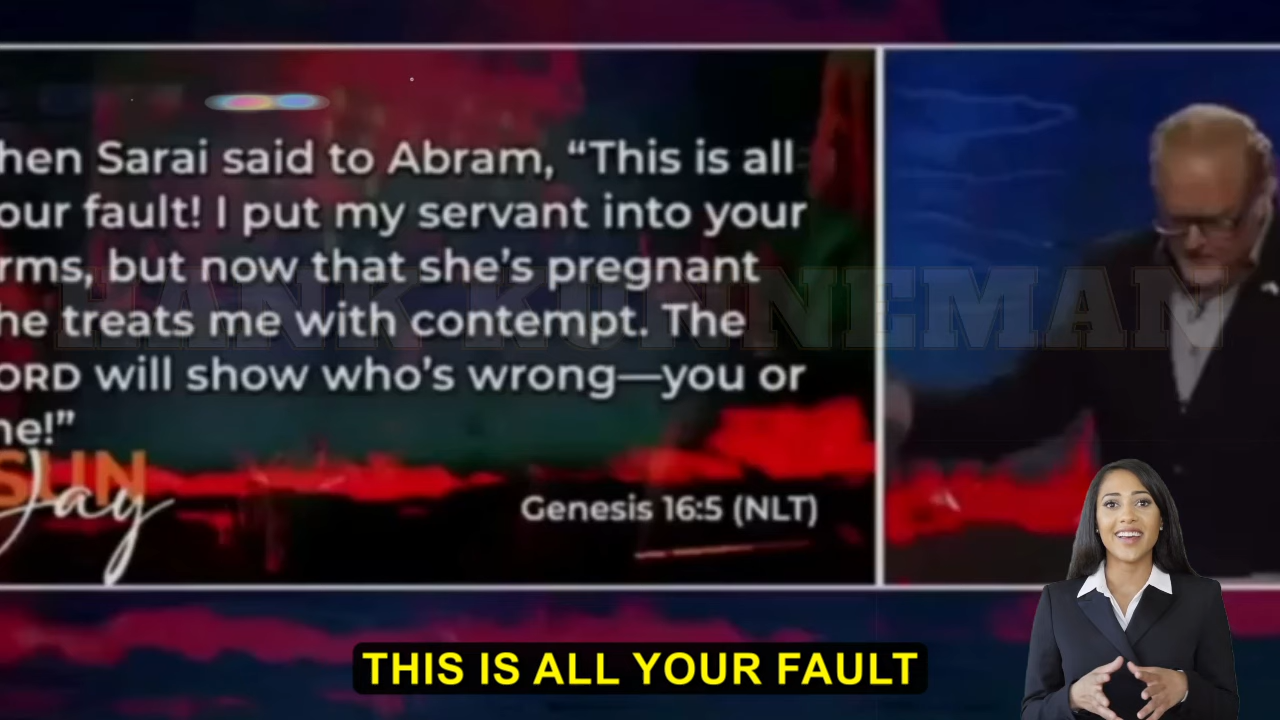 hen Sarai said to Abram, “This is all
our fault! I put my servant into your
rms, but now that she’s pregnant
he treats me with contempt. The
ORD will show who’s wrong—you or
ne!”
HANK KUNNEMAN
SUN
Jay
Genesis 16:5 (NLT)
THIS IS ALL YOUR FAULT